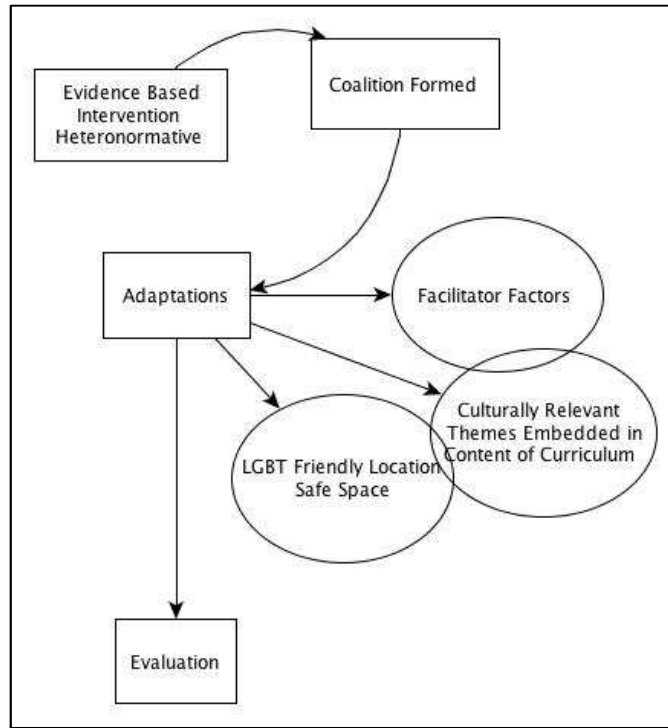 Evidence Based
Intervention
Heteronormative
Coalition Formed
Adaptations
Facilitator Factors
Culturally Relevant
Themes Embedded in
Content of Curriculum
LGBT Friendly Location
Safe Space
Evaluation